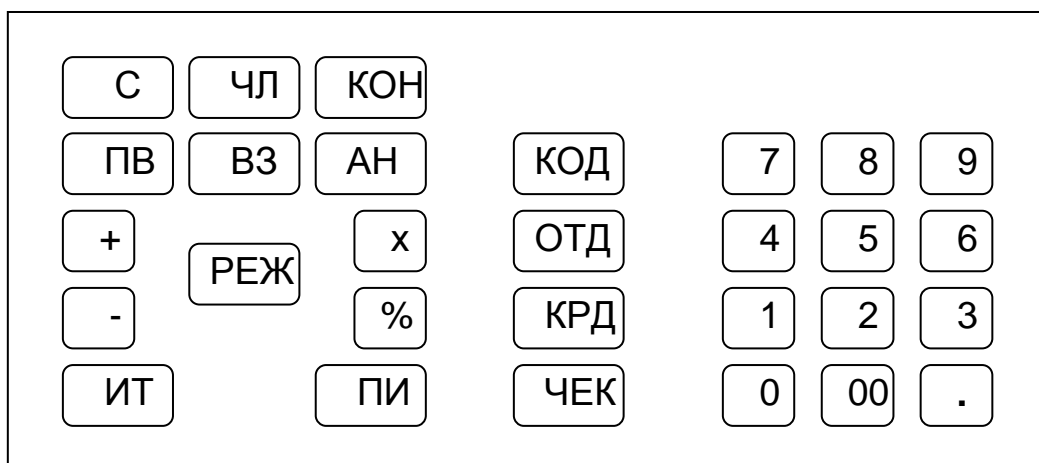 С ЧЛ КОН
ПВ ВЗ АН КОД 7 8 9
+ х ОТД 4 5 6
РЕЖ
- % КРД 1 2 3
ИТ ПИ ЧЕК 0 00 .